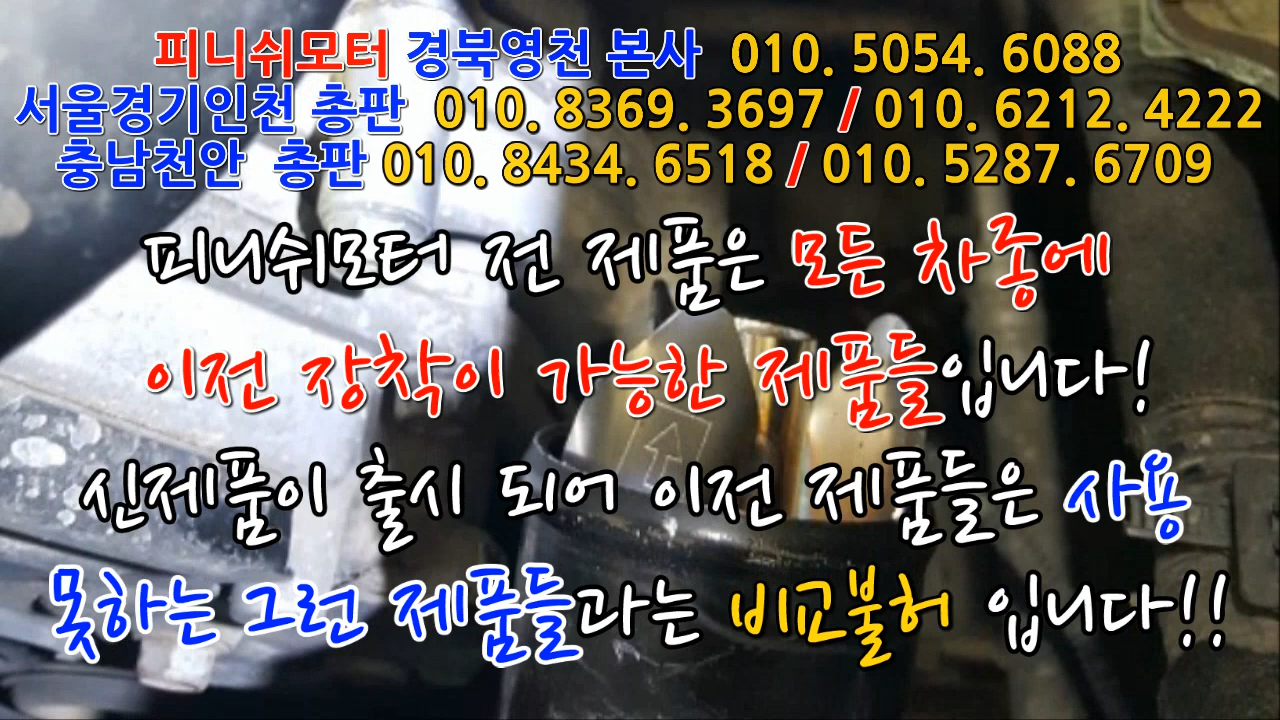 피니쉬모터 경북영천 본사 010. 5054. 6088
서울경기인천 총판 010. 8369. 3697 / 010. 6212. 4222
충남천안 총판 010. 8434. 6518 / 010. 5287. 6709
피니쉬모터 전 제품은 모든 차종에
이전 장착이 가능한 제품들입니다!
신제품이 출시 되어 이전 제품들은 사용
못하는 그런 제품들과는 비교불허 입니다!!